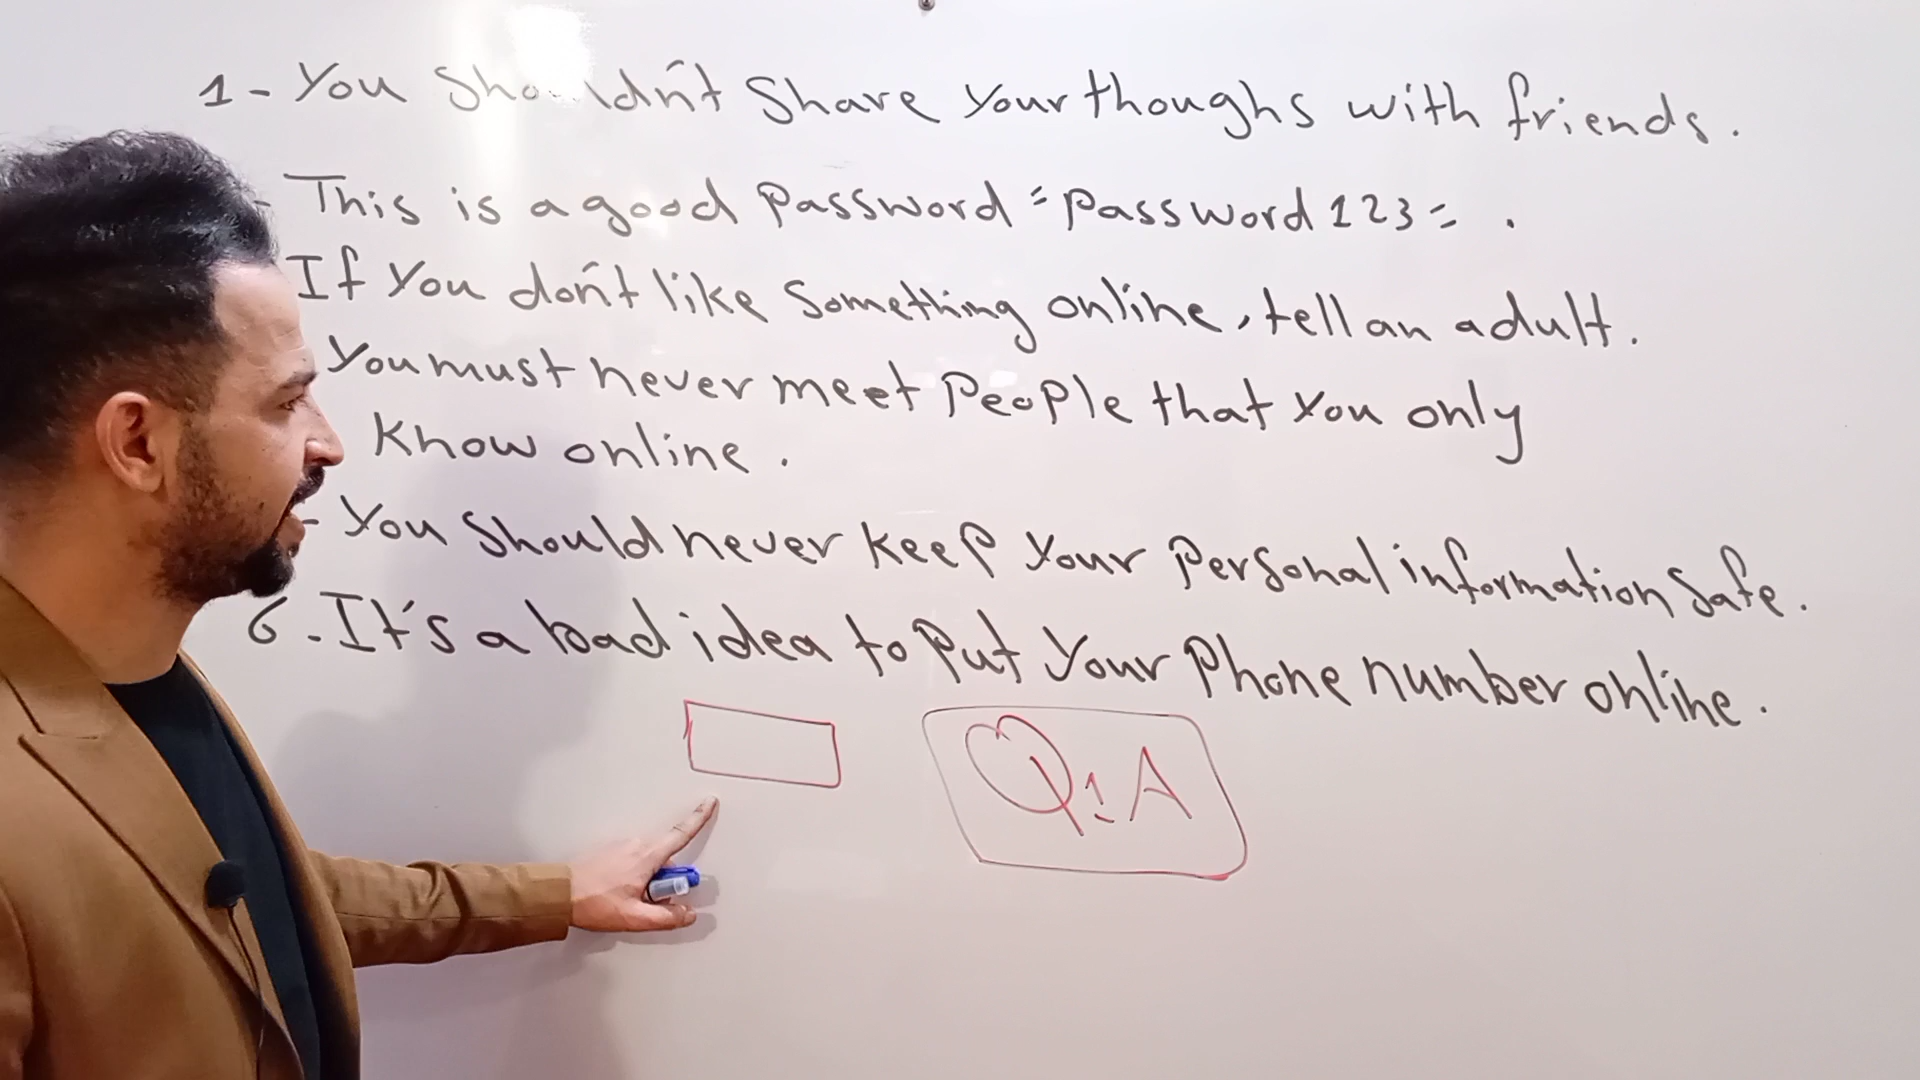 1- You shouldn't share your thoughs with friends.
- This is a good password "password 123" .
If you don't like something online, tell an adult.
You must never meet people that you only
know online.
- You should never keep your personal information safe.
6. It's a bad idea to put your phone number online.
Q1A